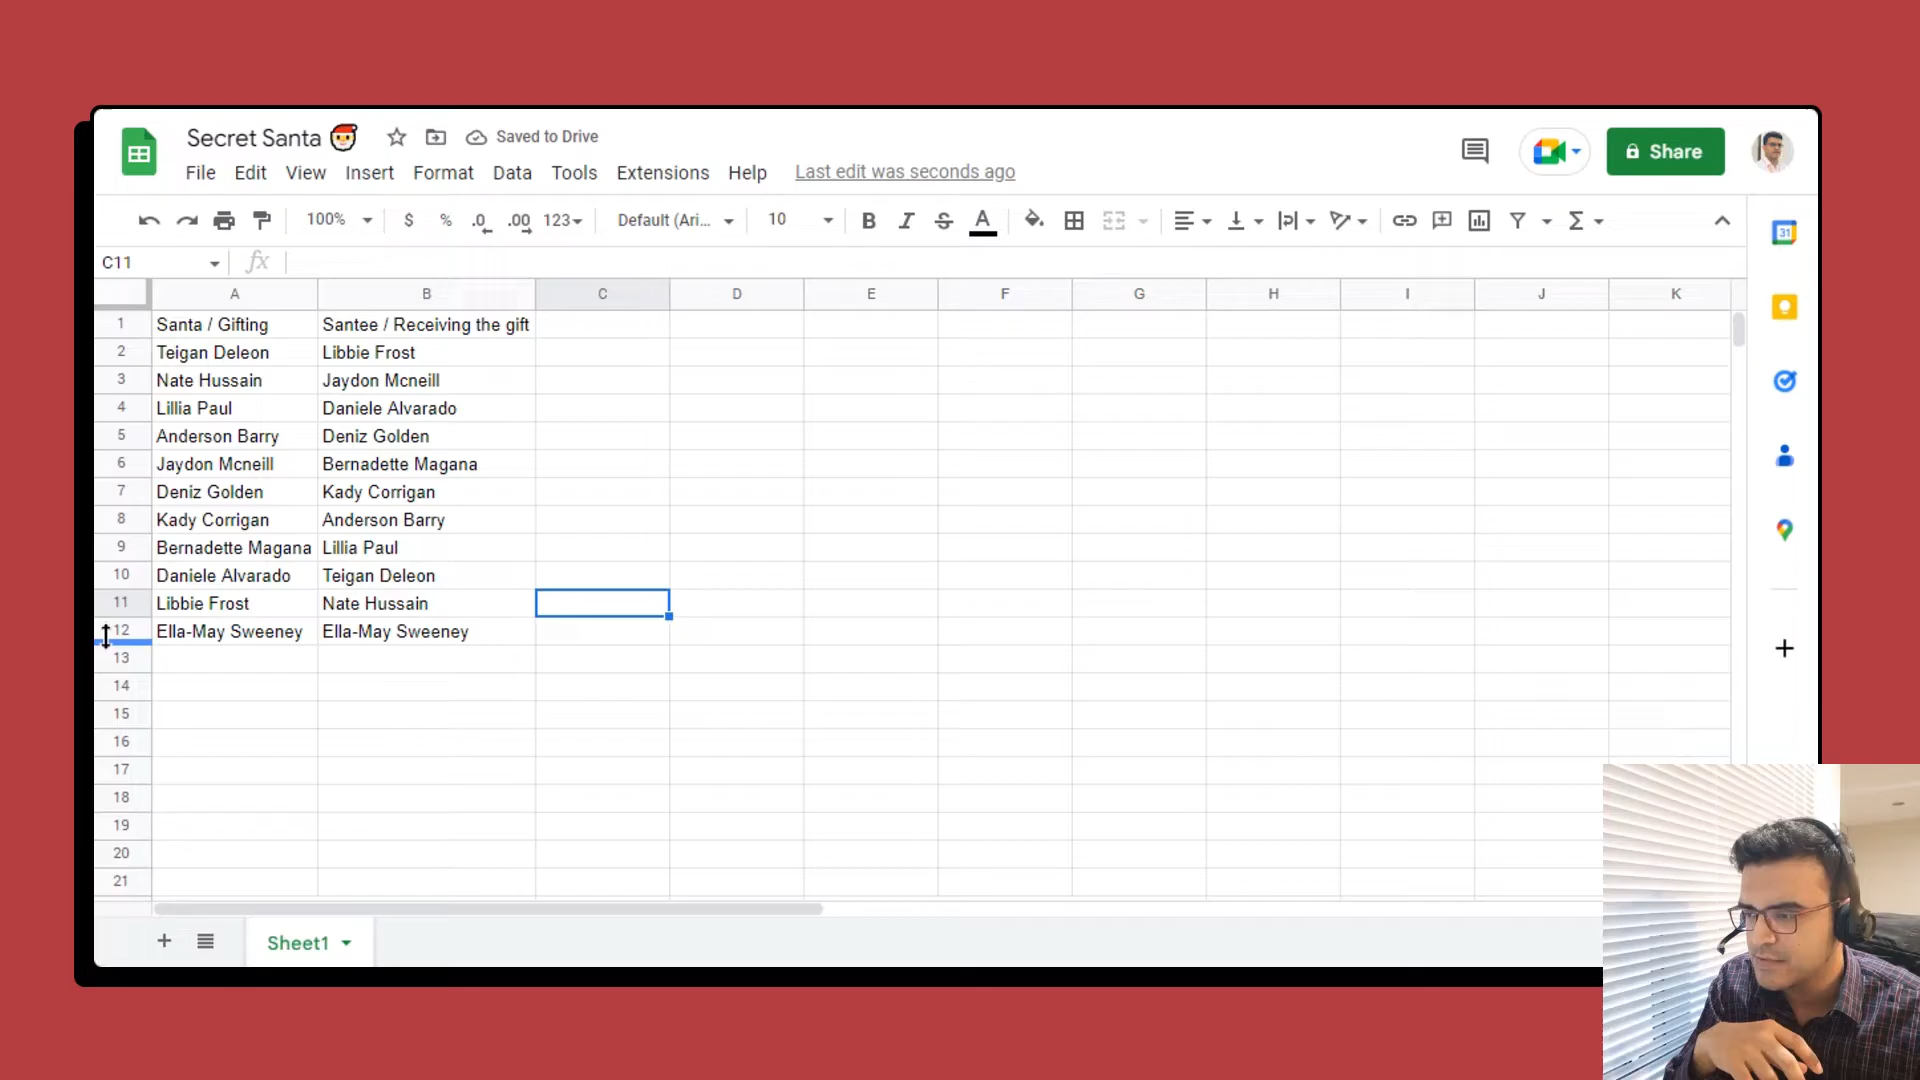 Secret Santa 🎅 Saved to Drive
File Edit View Insert Format Data Tools Extensions Help Last edit was seconds ago
Share
100% $ % .0 .00 123 Default (Ari... 10 B I S A Σ
31
C11 fx
A B C D E F G H I J K
1 Santa / Gifting Santee / Receiving the gift
2 Teigan Deleon Libbie Frost
3 Nate Hussain Jaydon Mcneill
4 Lillia Paul Daniele Alvarado
5 Anderson Barry Deniz Golden
6 Jaydon Mcneill Bernadette Magana
7 Deniz Golden Kady Corrigan
8 Kady Corrigan Anderson Barry
9 Bernadette Magana Lillia Paul
10 Daniele Alvarado Teigan Deleon
11 Libbie Frost Nate Hussain
12 Ella-May Sweeney Ella-May Sweeney
13
14
15
16
17
18
19
20
21
Sheet1